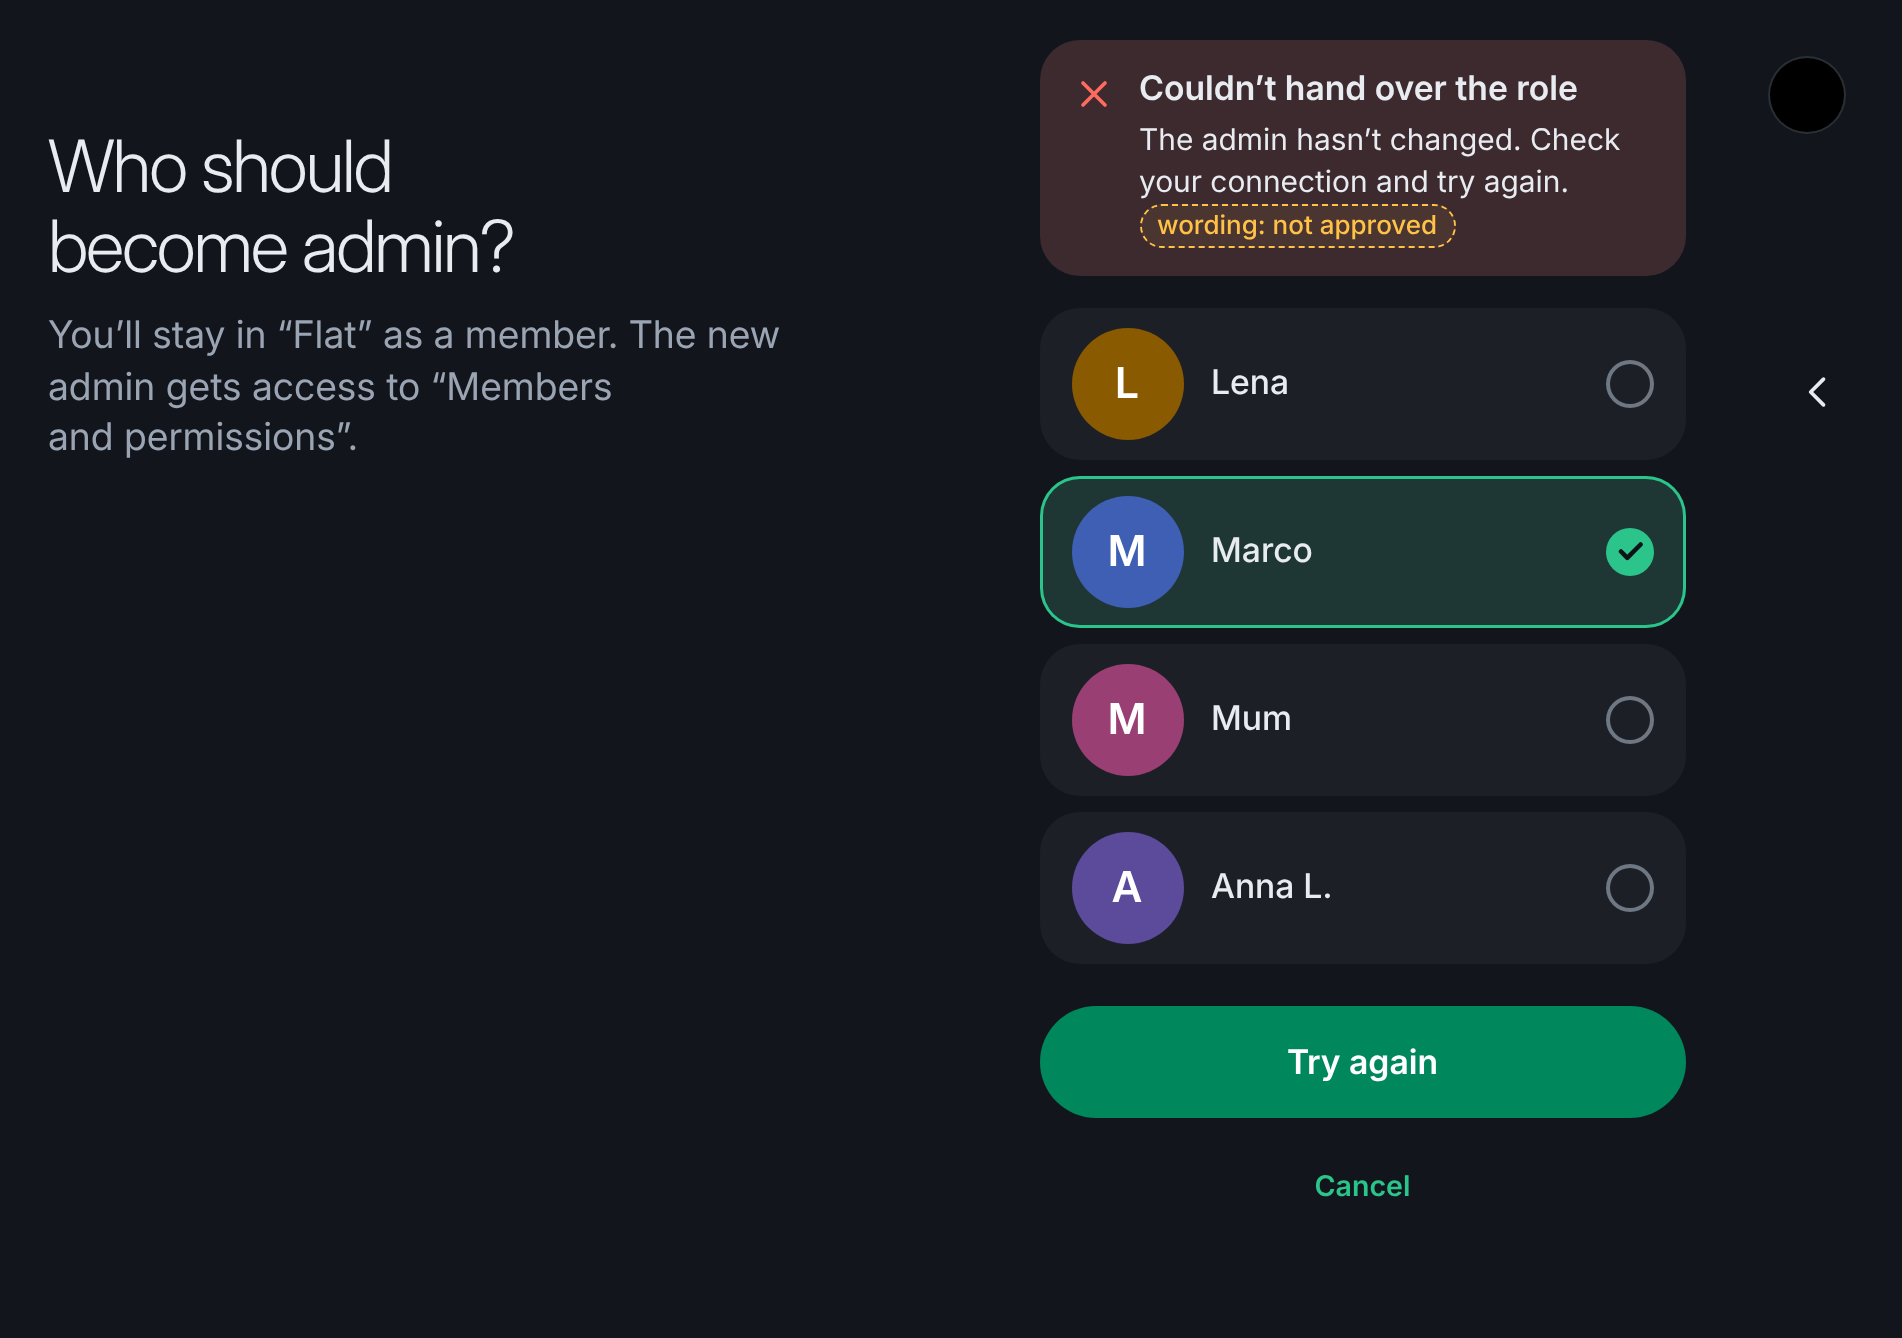 Who should
become admin?
You’ll stay in “Flat” as a member. The new
admin gets access to “Members
and permissions”.
Couldn’t hand over the role
The admin hasn’t changed. Check
your connection and try again.
wording: not approved
L
Lena
M
Marco
M
Mum
A
Anna L.
Try again
Cancel